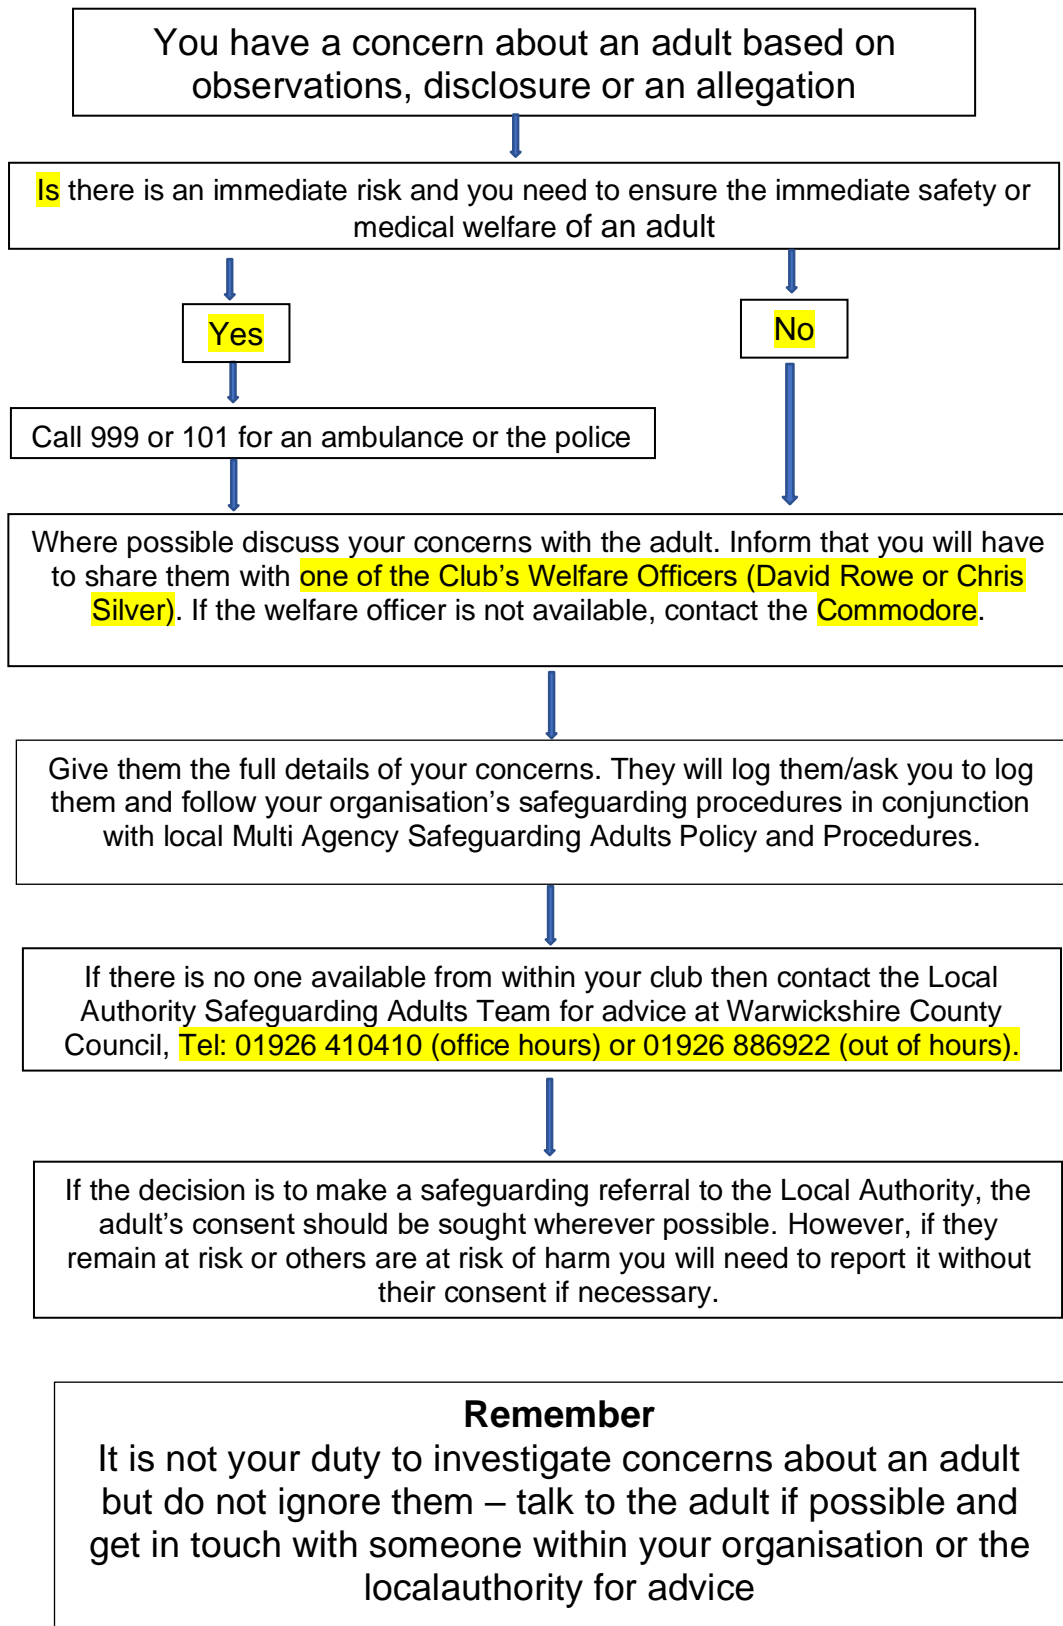 You have a concern about an adult based on
observations, disclosure or an allegation
Is there is an immediate risk and you need to ensure the immediate safety or
medical welfare of an adult
Yes
No
Call 999 or 101 for an ambulance or the police
Where possible discuss your concerns with the adult. Inform that you will have
to share them with one of the Club’s Welfare Officers (David Rowe or Chris
Silver). If the welfare officer is not available, contact the Commodore.
Give them the full details of your concerns. They will log them/ask you to log
them and follow your organisation’s safeguarding procedures in conjunction
with local Multi Agency Safeguarding Adults Policy and Procedures.
If there is no one available from within your club then contact the Local
Authority Safeguarding Adults Team for advice at Warwickshire County
Council, Tel: 01926 410410 (office hours) or 01926 886922 (out of hours).
If the decision is to make a safeguarding referral to the Local Authority, the
adult’s consent should be sought wherever possible. However, if they
remain at risk or others are at risk of harm you will need to report it without
their consent if necessary.
Remember
It is not your duty to investigate concerns about an adult
but do not ignore them – talk to the adult if possible and
get in touch with someone within your organisation or the
localauthority for advice